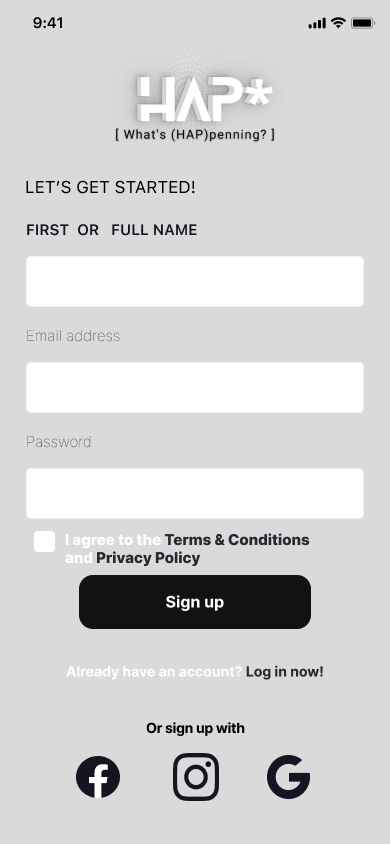 9:41
HAP*
[ What's (HAP)penning? ]
LET'S GET STARTED!
FIRST OR FULL NAME
Email address
Password
I agree to the Terms & Conditions
and Privacy Policy
Sign up
Already have an account? Log in now!
Or sign up with